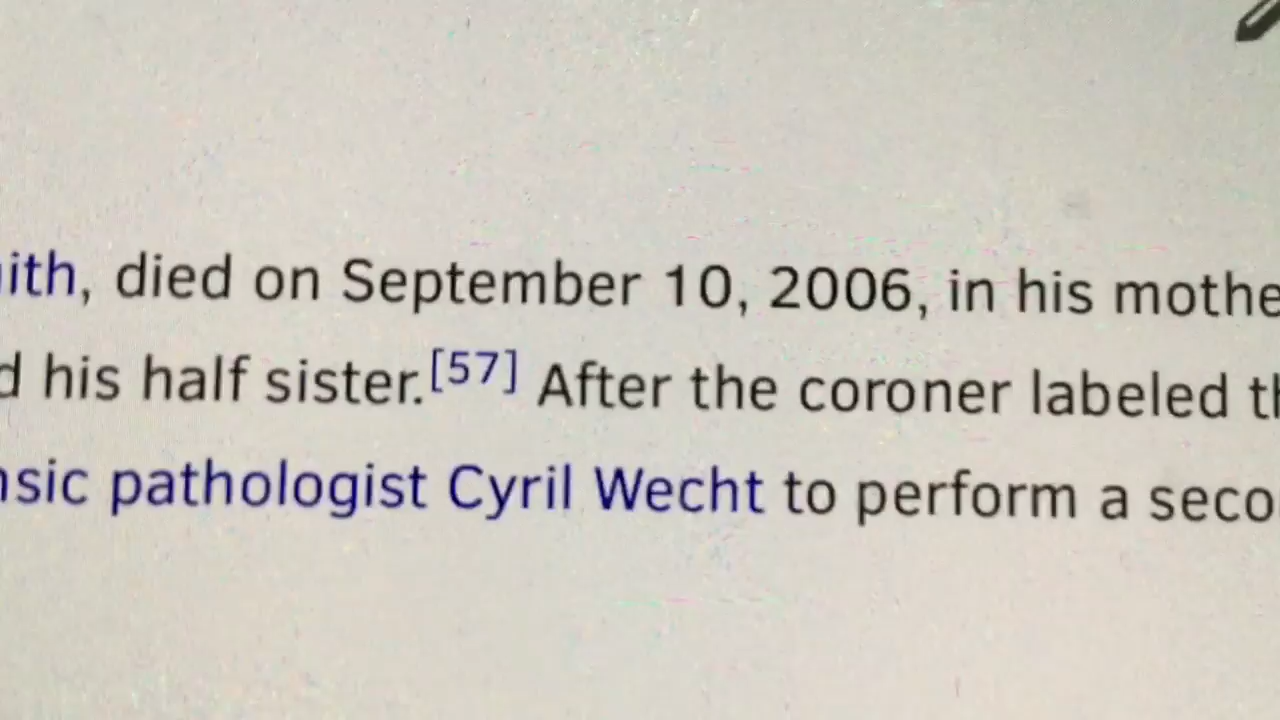 ith, died on September 10, 2006, in his mothe
d his half sister.[57] After the coroner labeled th
nsic pathologist Cyril Wecht to perform a seco